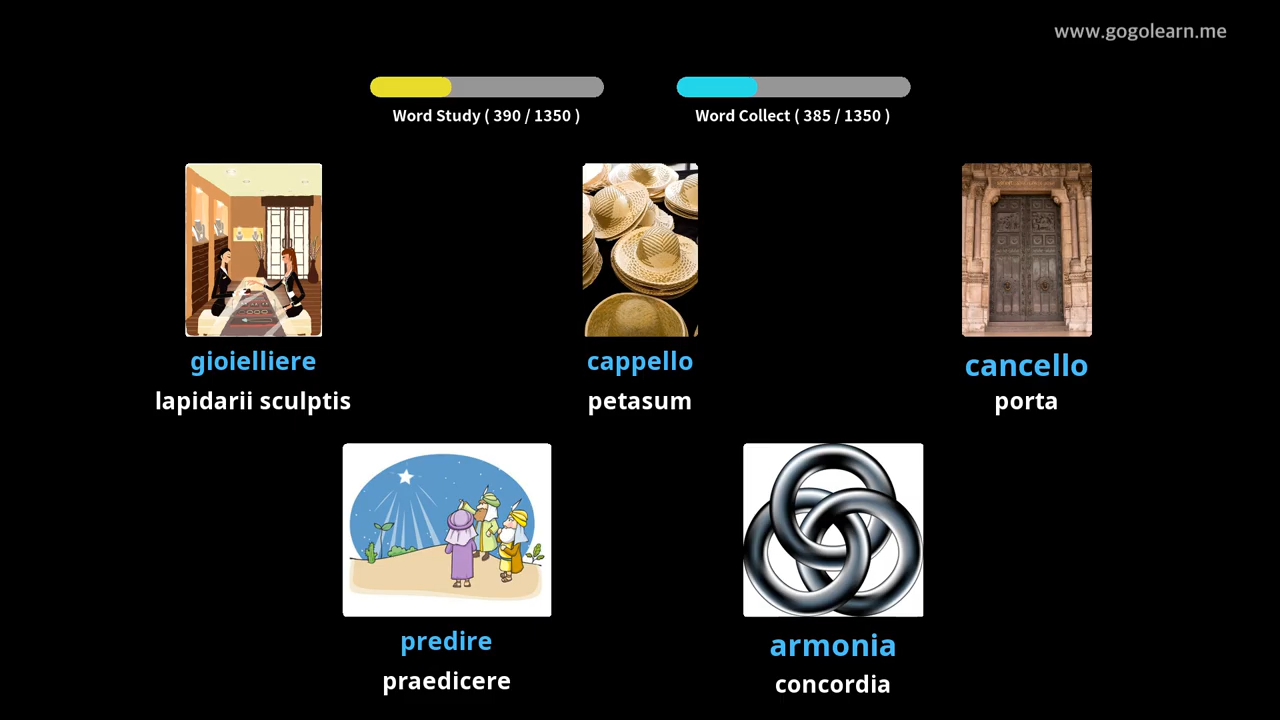 www.gogolearn.me
Word Study ( 390 / 1350 )
Word Collect ( 385 / 1350 )
gioielliere
lapidarii sculptis
cappello
petasum
cancello
porta
predire
praedicere
armonia
concordia